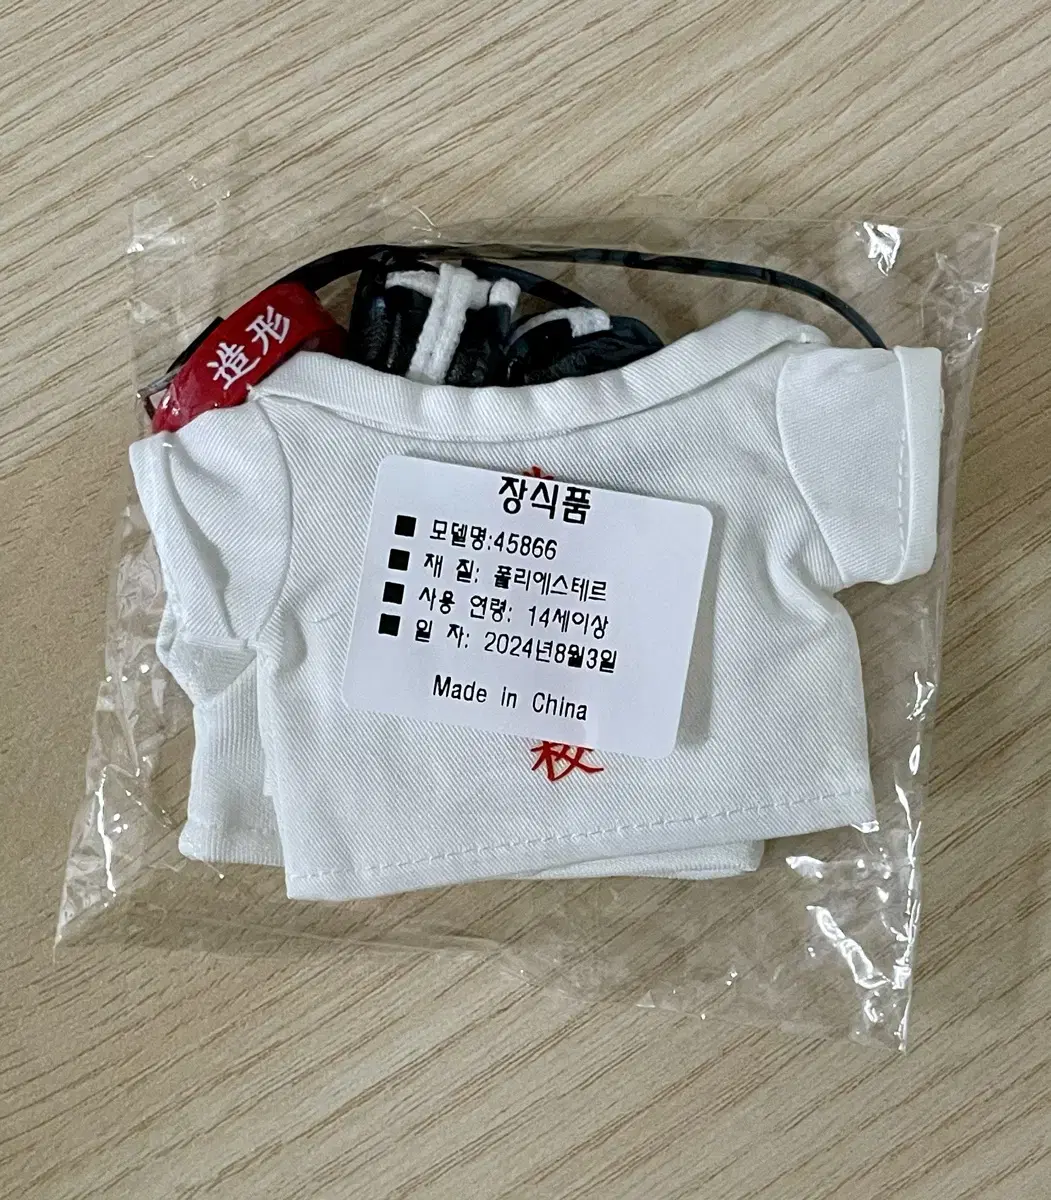 造形
장식품
■ 모델명:45866
■ 재 질: 폴리에스테르
■ 사용 연령: 14세이상
■ 일 자: 2024년8월3일
Made in China